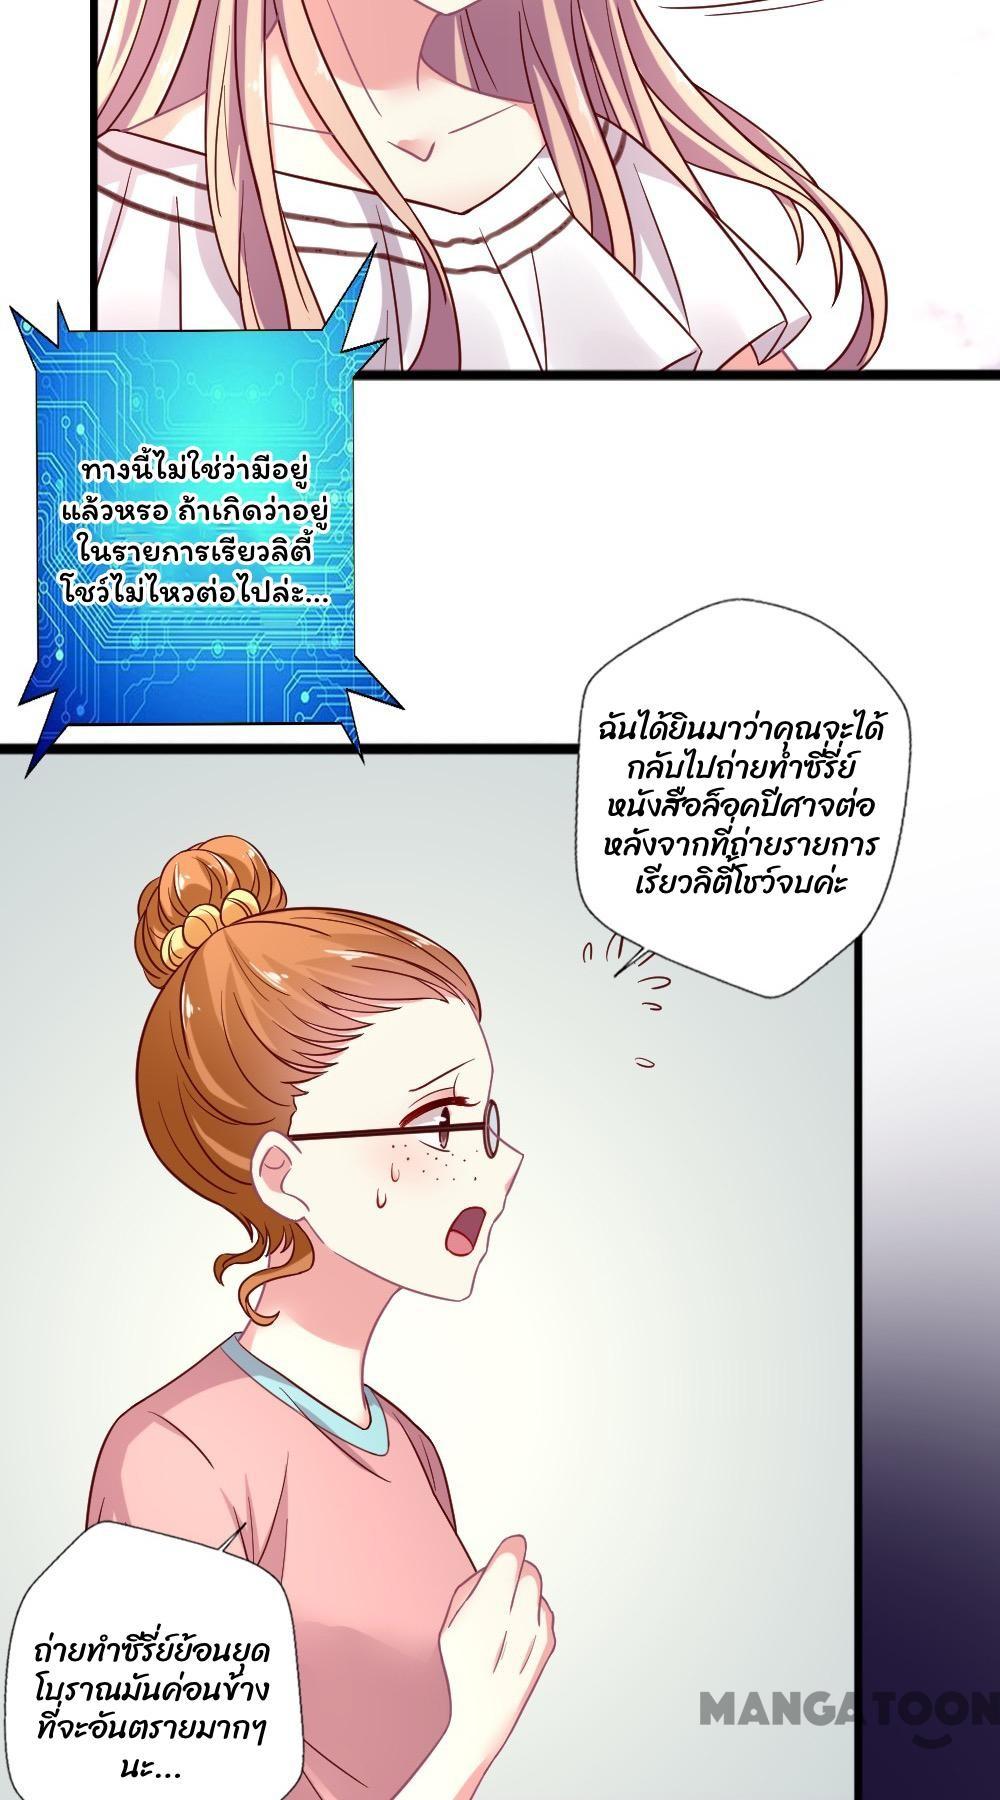 ทางนี้ไม่ใช่ว่ามีอยู่
แล้วหรอ ถ้าเกิดว่าอยู่
ในรายการเรียวลิตี้
โชว์ไม่ไหวต่อไปล่ะ...
ฉันได้ยินมาว่าคุณจะได้
กลับไปถ่ายทำซีรี่ย์
หนังสือล็อคปีศาจต่อ
หลังจากที่ถ่ายรายการ
เรียวลิตี้โชว์จบค่ะ
ถ่ายทำซีรี่ย์ย้อนยุค
โบราณมันค่อนข้าง
ที่จะอันตรายมากๆ
นะ...
MANGATOON